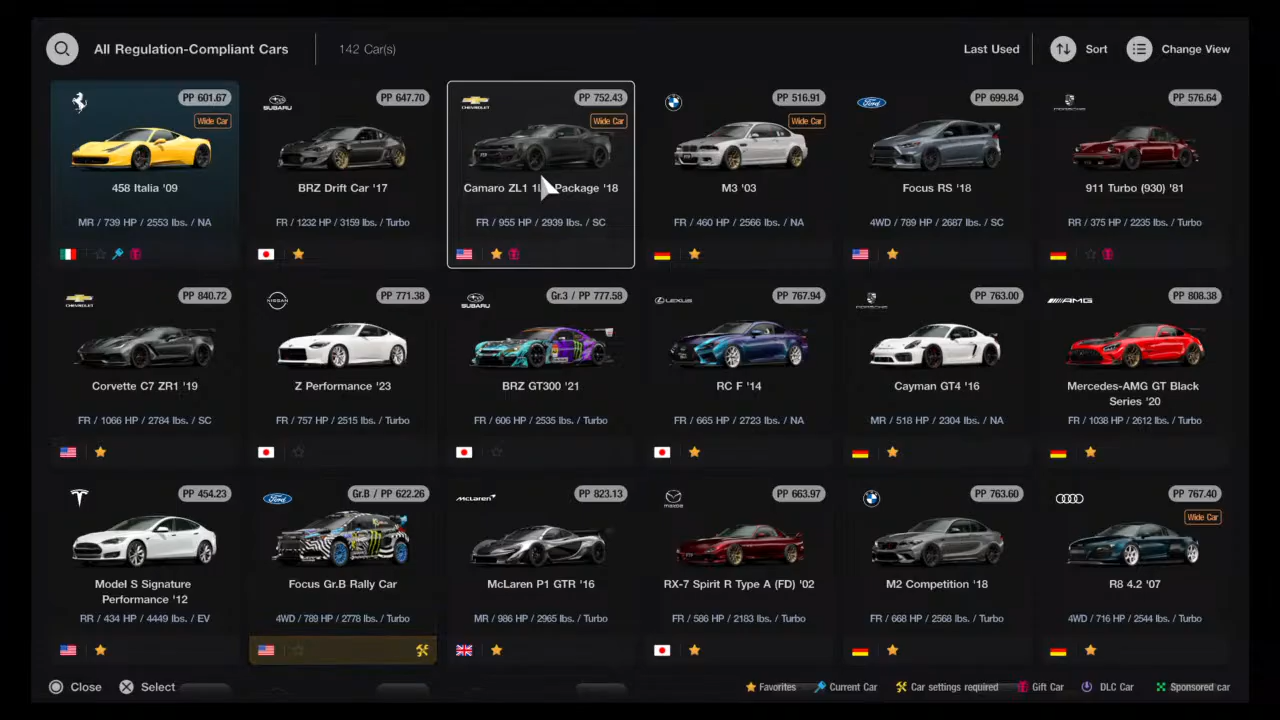 All Regulation-Compliant Cars
142 Car(s)
Last Used
Sort
Change View
PP 601.67
Wide Car
458 Italia '09
MR / 739 HP / 2553 lbs. / NA
SUBARU
PP 647.70
BRZ Drift Car '17
FR / 1232 HP / 3159 lbs. / Turbo
CHEVROLET
PP 752.43
Wide Car
Camaro ZL1 Package '18
FR / 955 HP / 2939 lbs. / SC
PP 516.91
Wide Car
M3 '03
FR / 460 HP / 2566 lbs. / NA
Ford
PP 699.84
Focus RS '18
4WD / 789 HP / 2687 lbs. / SC
PORSCHE
PP 576.64
911 Turbo (930) '81
RR / 375 HP / 2235 lbs. / Turbo
CHEVROLET
PP 840.72
Corvette C7 ZR1 '19
FR / 1066 HP / 2784 lbs. / SC
NISSAN
PP 771.38
Z Performance '23
FR / 757 HP / 2515 lbs. / Turbo
SUBARU
Gr.3 / PP 777.58
BRZ GT300 '21
FR / 606 HP / 2535 lbs. / Turbo
LEXUS
PP 767.94
RC F '14
FR / 665 HP / 2723 lbs. / NA
PORSCHE
PP 763.00
Cayman GT4 '16
MR / 518 HP / 2304 lbs. / NA
AMG
PP 808.38
Mercedes-AMG GT Black
Series '20
FR / 1038 HP / 2612 lbs. / Turbo
PP 454.23
Model S Signature
Performance '12
RR / 434 HP / 4449 lbs. / EV
Ford
Gr.B / PP 622.26
Focus Gr.B Rally Car
4WD / 789 HP / 2778 lbs. / Turbo
McLaren
PP 823.13
McLaren P1 GTR '16
MR / 986 HP / 2965 lbs. / Turbo
mazda
PP 663.97
RX-7 Spirit R Type A (FD) '02
FR / 586 HP / 2183 lbs. / Turbo
PP 763.60
M2 Competition '18
FR / 668 HP / 2568 lbs. / Turbo
PP 767.40
Wide Car
R8 4.2 '07
4WD / 716 HP / 2544 lbs. / Turbo
Close
Select
Favorites
Current Car
Car settings required
Gift Car
DLC Car
Sponsored car